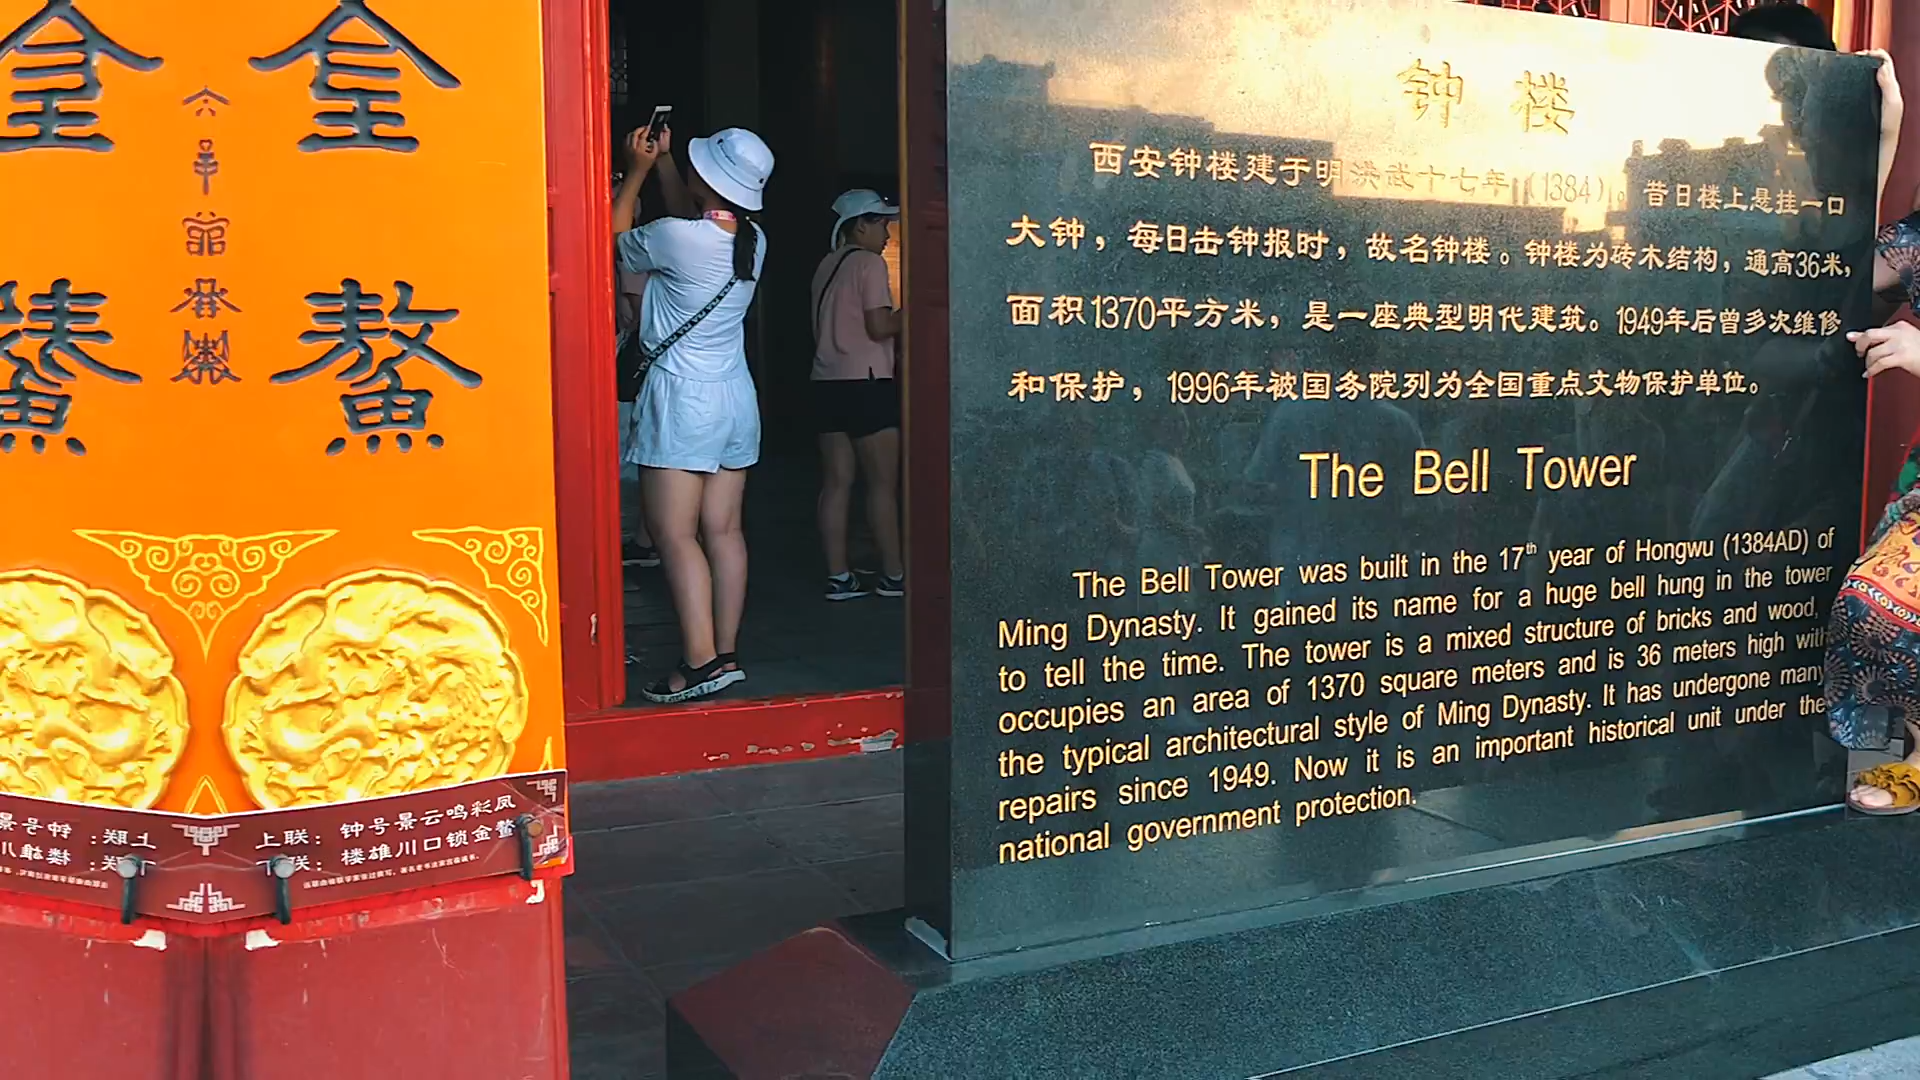 金
鳌
上联：钟号景云鸣彩凤
下联：楼雄川口锁金鳌
钟 楼
西安钟楼建于明洪武十七年（1384）。昔日楼上悬挂一口
大钟，每日击钟报时，故名钟楼。钟楼为砖木结构，通高36米，
面积1370平方米，是一座典型明代建筑。1949年后曾多次维修
和保护，1996年被国务院列为全国重点文物保护单位。
The Bell Tower
The Bell Tower was built in the 17th year of Hongwu (1384AD) of
Ming Dynasty. It gained its name for a huge bell hung in the tower
to tell the time. The tower is a mixed structure of bricks and wood,
occupies an area of 1370 square meters and is 36 meters high with
the typical architectural style of Ming Dynasty. It has undergone many
repairs since 1949. Now it is an important historical unit under the
national government protection.